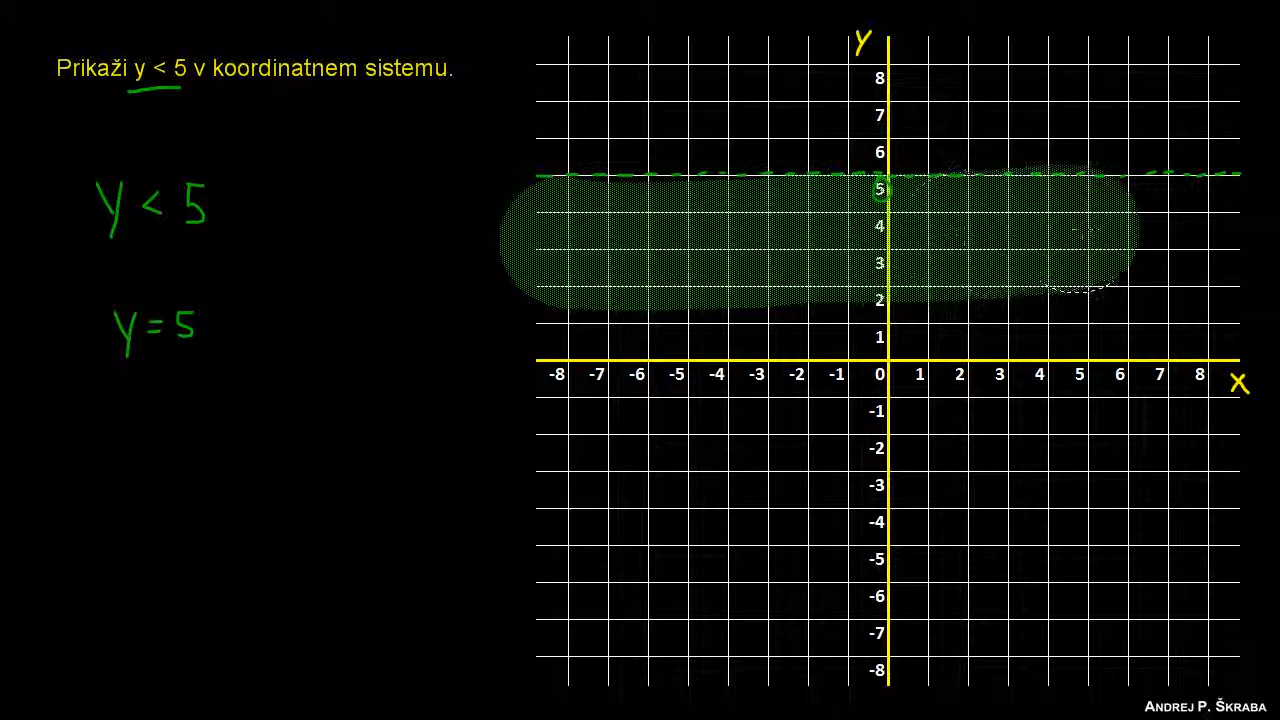 Prikaži y < 5 v koordinatnem sistemu.
y < 5
y = 5
y
8
7
6
5
4
3
2
1
-8 -7 -6 -5 -4 -3 -2 -1 0 1 2 3 4 5 6 7 8
x
-1
-2
-3
-4
-5
-6
-7
-8
ANDREJ P. ŠKRABA